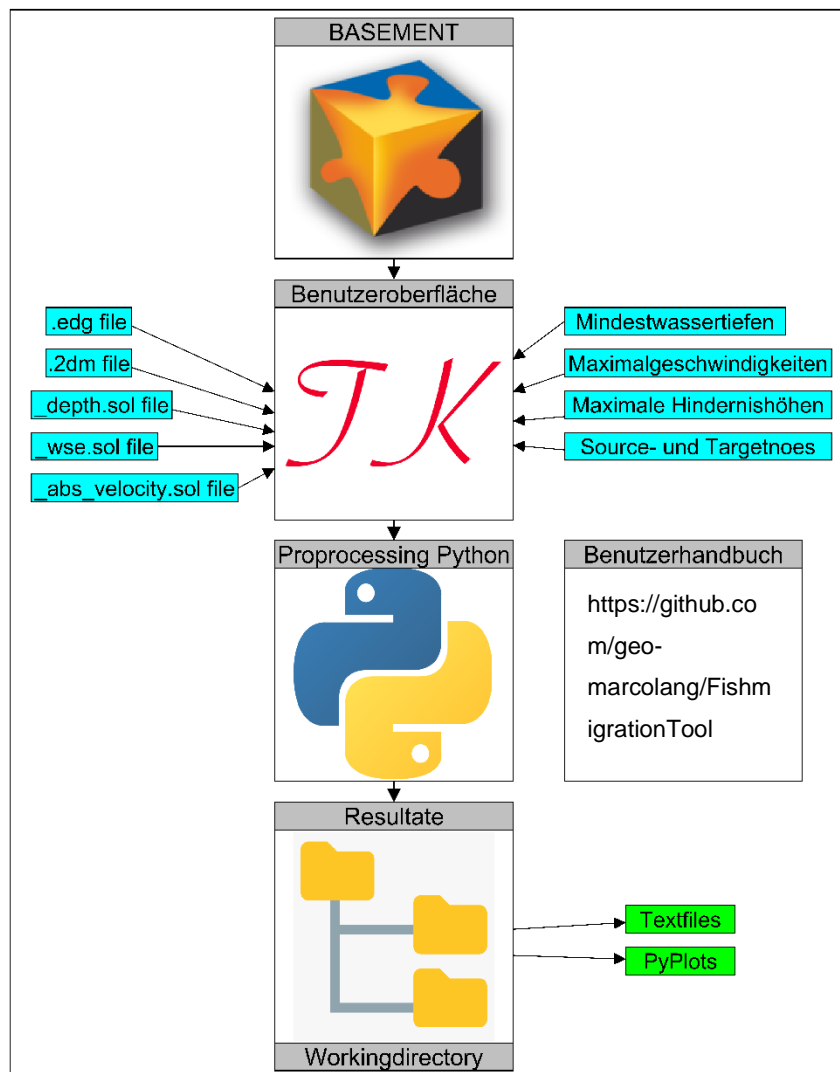 BASEMENT
Benutzeroberfläche
.edg file
.2dm file
_depth.sol file
_wse.sol file
_abs_velocity.sol file
TK
Mindestwassertiefen
Maximalgeschwindigkeiten
Maximale Hindernishöhen
Source- und Targetnoes
Proprocessing Python
Benutzerhandbuch
https://github.co
m/geo-
marcolang/Fishm
igrationTool
Resultate
Textfiles
PyPlots
Workingdirectory